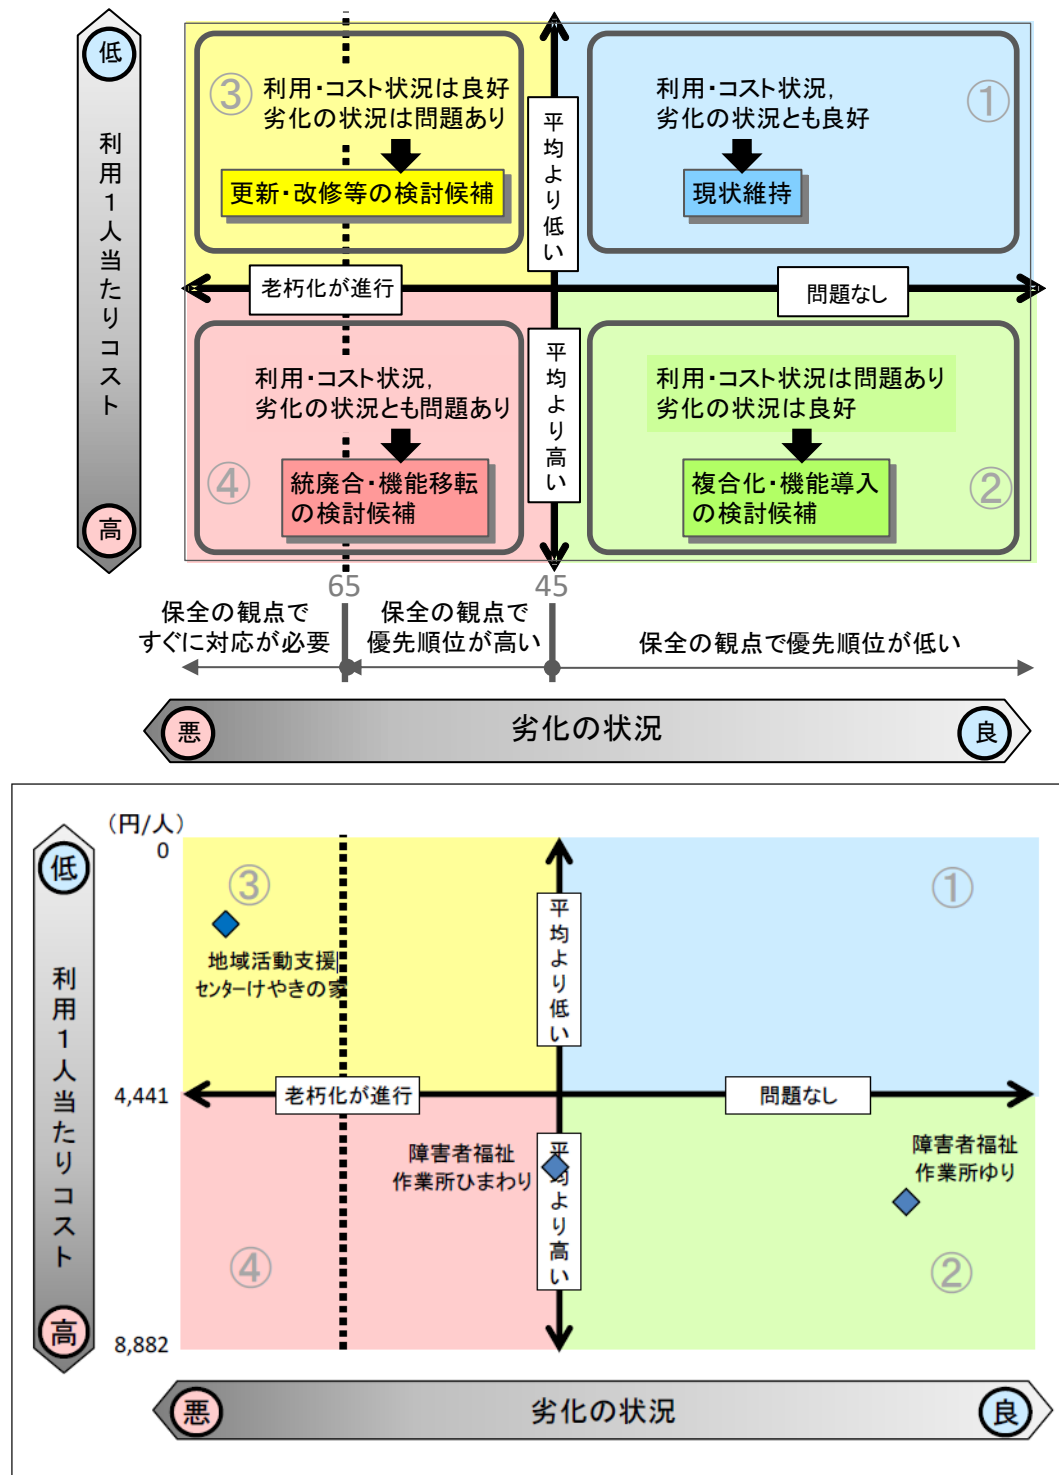 低
利用1人当たりコスト
高
③
利用・コスト状況は良好
劣化の状況は問題あり
更新・改修等の検討候補
平均より低い
利用・コスト状況,
劣化の状況とも良好
現状維持
①
老朽化が進行
問題なし
利用・コスト状況,
劣化の状況とも問題あり
統廃合・機能移転
の検討候補
④
平均より高い
利用・コスト状況は問題あり
劣化の状況は良好
複合化・機能導入
の検討候補
②
65
45
保全の観点で
すぐに対応が必要
保全の観点で
優先順位が高い
保全の観点で優先順位が低い
悪
劣化の状況
良
(円/人)
0
低
利用1人当たりコスト
高
4,441
8,882
③
地域活動支援
センターけやきの家
平均より低い
①
老朽化が進行
問題なし
障害者福祉
作業所ひまわり
平均より高い
障害者福祉
作業所ゆり
④
②
悪
劣化の状況
良